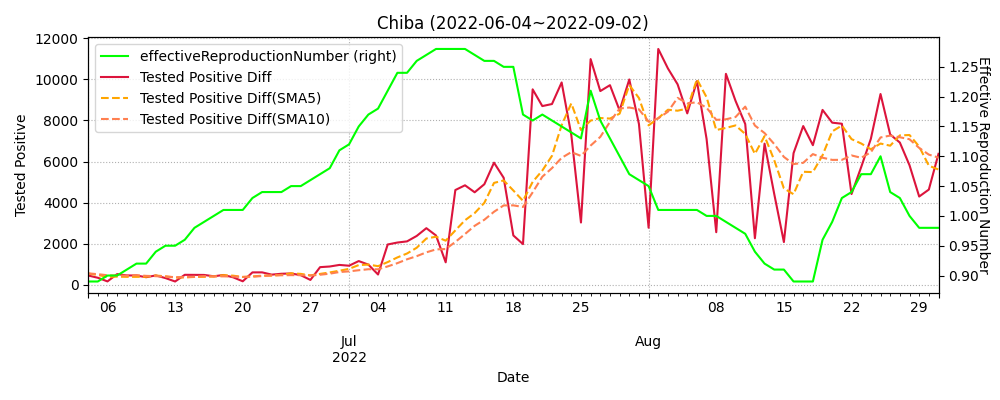 Chiba (2022-06-04~2022-09-02)
effectiveReproductionNumber (right)
Tested Positive Diff
Tested Positive Diff(SMA5)
Tested Positive Diff(SMA10)
Tested Positive
12000
10000
8000
6000
4000
2000
0
Effective Reproduction Number
1.25
1.20
1.15
1.10
1.05
1.00
0.95
0.90
06 13 20 27 04 11 18 25 08 15 22 29
Jul Aug
2022
Date